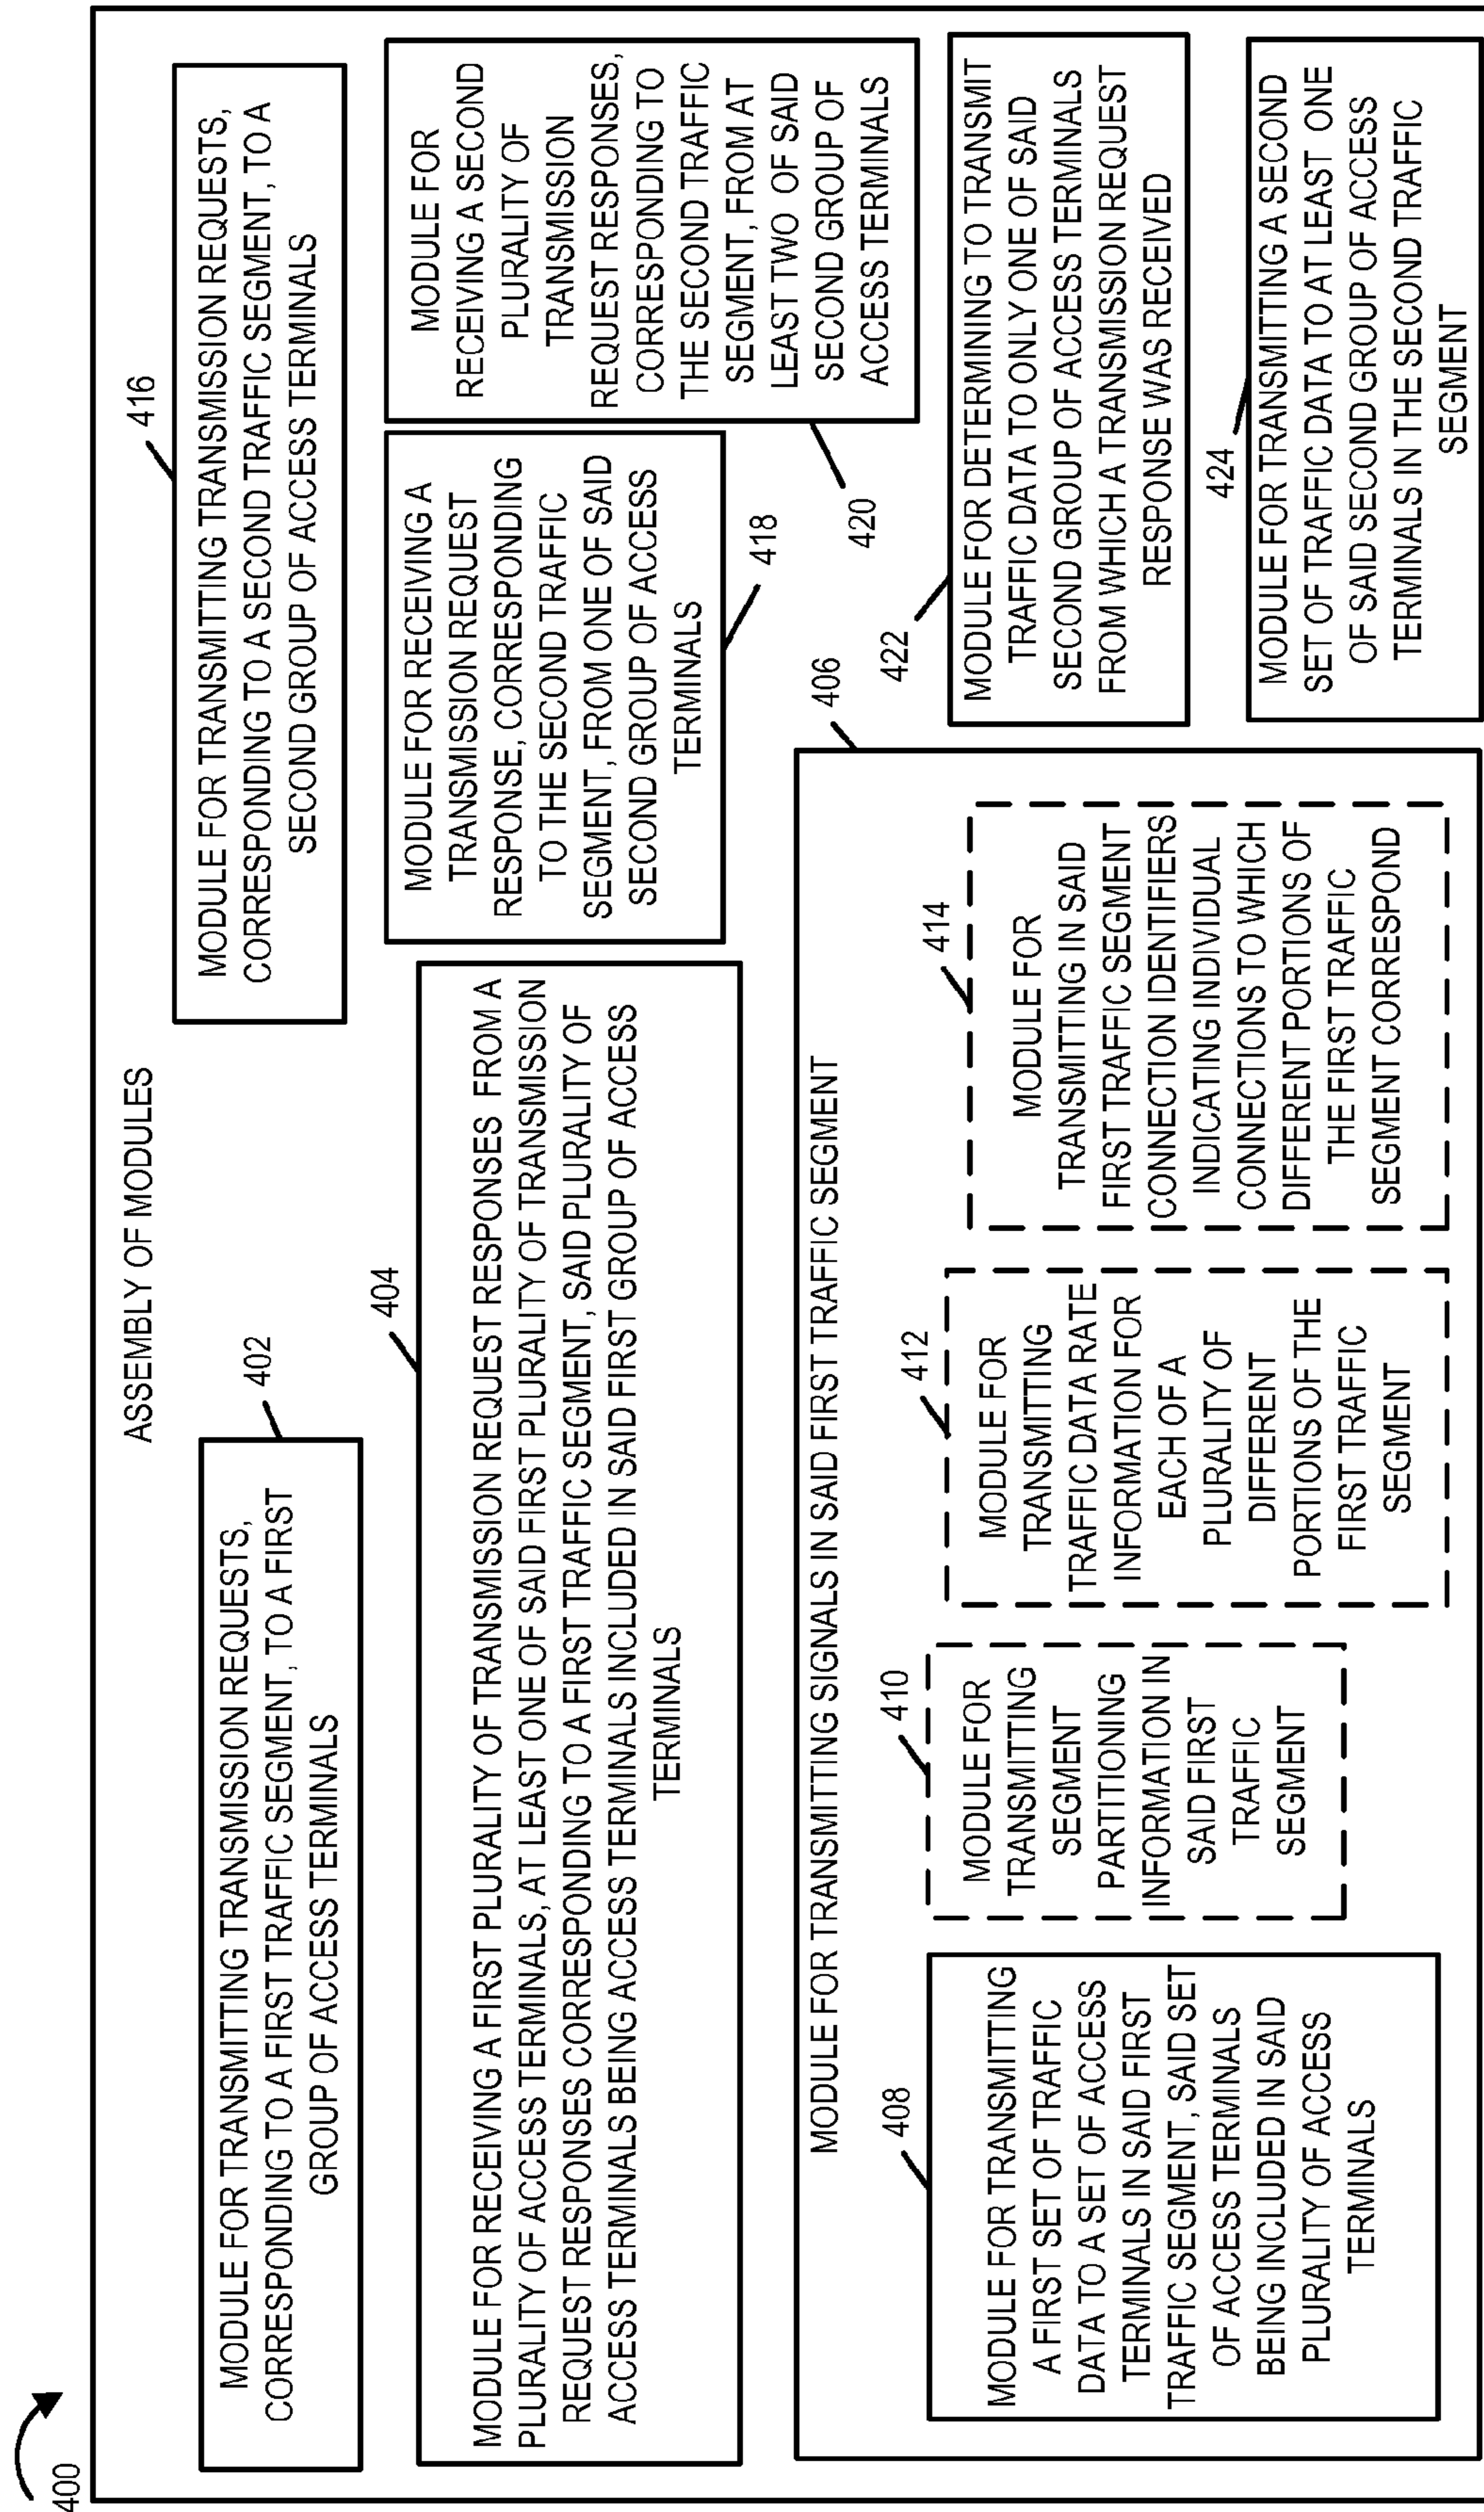 400
ASSEMBLY OF MODULES
402
MODULE FOR TRANSMITTING TRANSMISSION REQUESTS,
CORRESPONDING TO A FIRST TRAFFIC SEGMENT, TO A FIRST
GROUP OF ACCESS TERMINALS
404
MODULE FOR RECEIVING A FIRST PLURALITY OF TRANSMISSION REQUEST RESPONSES FROM A
PLURALITY OF ACCESS TERMINALS, AT LEAST ONE OF SAID FIRST PLURALITY OF TRANSMISSION
REQUEST RESPONSES CORRESPONDING TO A FIRST TRAFFIC SEGMENT, SAID PLURALITY OF
ACCESS TERMINALS BEING ACCESS TERMINALS INCLUDED IN SAID FIRST GROUP OF ACCESS
TERMINALS
406
MODULE FOR TRANSMITTING SIGNALS IN SAID FIRST TRAFFIC SEGMENT
408
MODULE FOR TRANSMITTING
A FIRST SET OF TRAFFIC
DATA TO A SET OF ACCESS
TERMINALS IN SAID FIRST
TRAFFIC SEGMENT, SAID SET
OF ACCESS TERMINALS
BEING INCLUDED IN SAID
PLURALITY OF ACCESS
TERMINALS
410
MODULE FOR
TRANSMITTING
SEGMENT
PARTITIONING
INFORMATION IN
SAID FIRST
TRAFFIC
SEGMENT
412
MODULE FOR
TRANSMITTING
TRAFFIC DATA RATE
INFORMATION FOR
EACH OF A
PLURALITY OF
DIFFERENT
PORTIONS OF THE
FIRST TRAFFIC
SEGMENT
414
MODULE FOR
TRANSMITTING IN SAID
FIRST TRAFFIC SEGMENT
CONNECTION IDENTIFIERS
INDICATING INDIVIDUAL
CONNECTIONS TO WHICH
DIFFERENT PORTIONS OF
THE FIRST TRAFFIC
SEGMENT CORRESPOND
416
MODULE FOR TRANSMITTING TRANSMISSION REQUESTS,
CORRESPONDING TO A SECOND TRAFFIC SEGMENT, TO A
SECOND GROUP OF ACCESS TERMINALS
418
MODULE FOR RECEIVING A
TRANSMISSION REQUEST
RESPONSE, CORRESPONDING
TO THE SECOND TRAFFIC
SEGMENT, FROM ONE OF SAID
SECOND GROUP OF ACCESS
TERMINALS
420
MODULE FOR
RECEIVING A SECOND
PLURALITY OF
TRANSMISSION
REQUEST RESPONSES,
CORRESPONDING TO
THE SECOND TRAFFIC
SEGMENT, FROM AT
LEAST TWO OF SAID
SECOND GROUP OF
ACCESS TERMINALS
422
MODULE FOR DETERMINING TO TRANSMIT
TRAFFIC DATA TO ONLY ONE OF SAID
SECOND GROUP OF ACCESS TERMINALS
FROM WHICH A TRANSMISSION REQUEST
RESPONSE WAS RECEIVED
424
MODULE FOR TRANSMITTING A SECOND
SET OF TRAFFIC DATA TO AT LEAST ONE
OF SAID SECOND GROUP OF ACCESS
TERMINALS IN THE SECOND TRAFFIC
SEGMENT